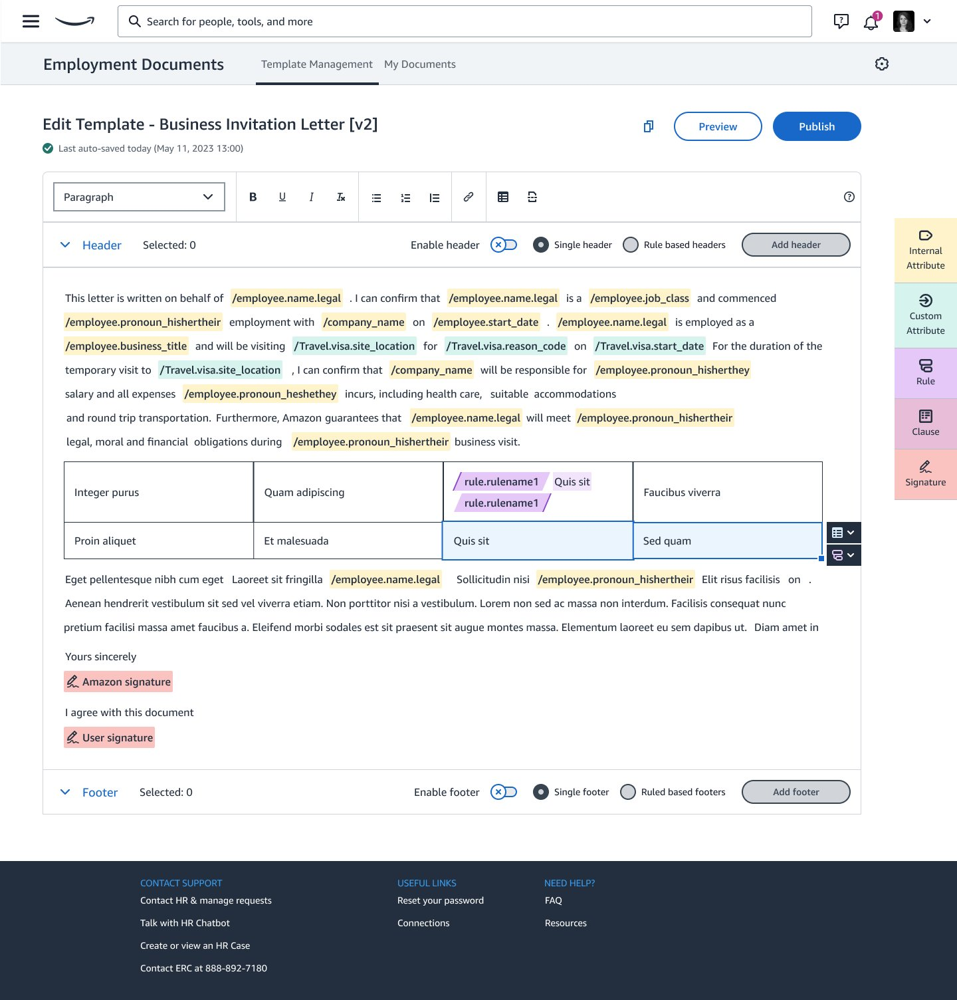 Search for people, tools, and more
1
Employment Documents Template Management My Documents
Edit Template - Business Invitation Letter [v2]
Preview Publish
Last auto-saved today (May 11, 2023 13:00)
Paragraph B U I Ix
Header Selected: 0 Enable header Single header Rule based headers Add header
This letter is written on behalf of /employee.name.legal . I can confirm that /employee.name.legal is a /employee.job_class and commenced
/employee.pronoun_hishertheir employment with /company_name on /employee.start_date . /employee.name.legal is employed as a
/employee.business_title and will be visiting /Travel.visa.site_location for /Travel.visa.reason_code on /Travel.visa.start_date For the duration of the
temporary visit to /Travel.visa.site_location , I can confirm that /company_name will be responsible for /employee.pronoun_hisherthey
salary and all expenses /employee.pronoun_heshethey incurs, including health care, suitable accommodations
and round trip transportation. Furthermore, Amazon guarantees that /employee.name.legal will meet /employee.pronoun_hishertheir
legal, moral and financial obligations during /employee.pronoun_hishertheir business visit.
Integer purus Quam adipiscing rule.rulename1 Quis sit Faucibus viverra
rule.rulename1
Proin aliquet Et malesuada Quis sit Sed quam
Eget pellentesque nibh cum eget Laoreet sit fringilla /employee.name.legal Sollicitudin nisi /employee.pronoun_hishertheir Elit risus facilisis on .
Aenean hendrerit vestibulum sit sed vel viverra etiam. Non porttitor nisi a vestibulum. Lorem non sed ac massa non interdum. Facilisis consequat nunc
pretium facilisi massa amet faucibus a. Eleifend morbi sodales est sit praesent sit augue montes massa. Elementum laoreet eu sem dapibus ut. Diam amet in
Yours sincerely
Amazon signature
I agree with this document
User signature
Footer Selected: 0 Enable footer Single footer Ruled based footers Add footer
Internal
Attribute
Custom
Attribute
Rule
Clause
Signature
CONTACT SUPPORT
Contact HR & manage requests
Talk with HR Chatbot
Create or view an HR Case
Contact ERC at 888-892-7180
USEFUL LINKS
Reset your password
Connections
NEED HELP?
FAQ
Resources